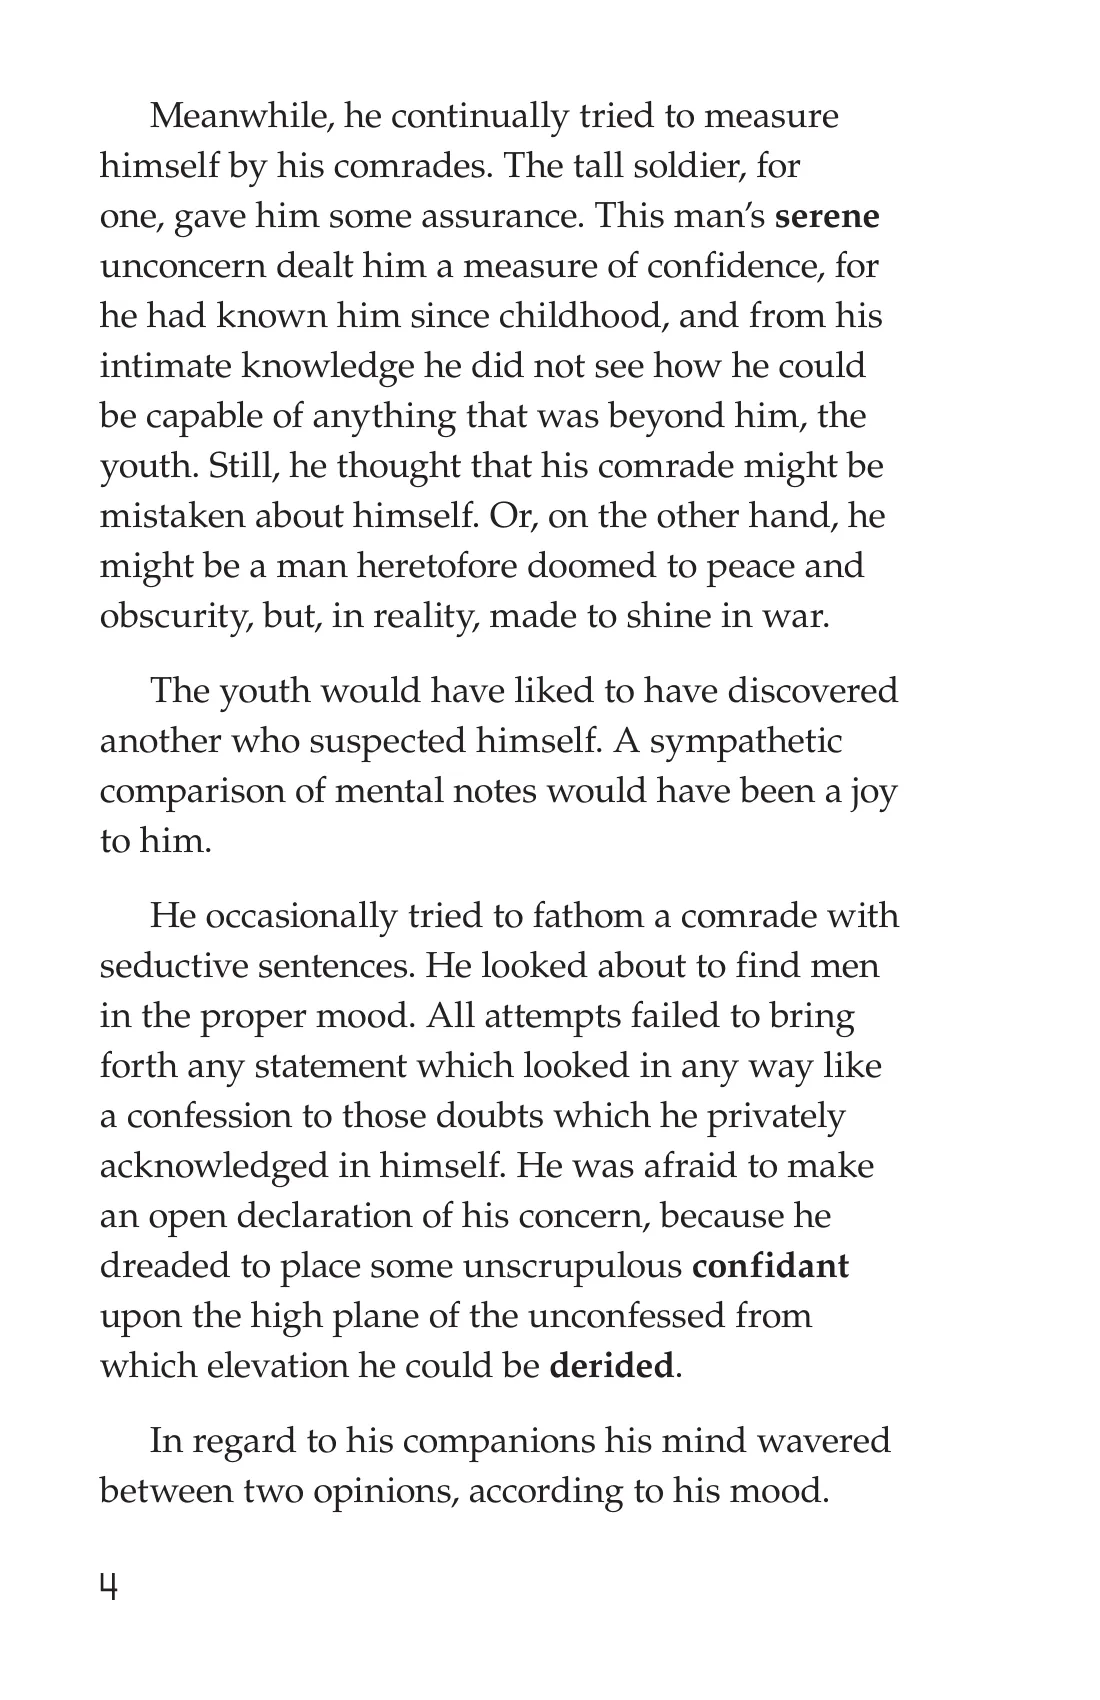 Meanwhile, he continually tried to measure
himself by his comrades. The tall soldier, for
one, gave him some assurance. This man’s serene
unconcern dealt him a measure of confidence, for
he had known him since childhood, and from his
intimate knowledge he did not see how he could
be capable of anything that was beyond him, the
youth. Still, he thought that his comrade might be
mistaken about himself. Or, on the other hand, he
might be a man heretofore doomed to peace and
obscurity, but, in reality, made to shine in war.
The youth would have liked to have discovered
another who suspected himself. A sympathetic
comparison of mental notes would have been a joy
to him.
He occasionally tried to fathom a comrade with
seductive sentences. He looked about to find men
in the proper mood. All attempts failed to bring
forth any statement which looked in any way like
a confession to those doubts which he privately
acknowledged in himself. He was afraid to make
an open declaration of his concern, because he
dreaded to place some unscrupulous confidant
upon the high plane of the unconfessed from
which elevation he could be derided.
In regard to his companions his mind wavered
between two opinions, according to his mood.
4